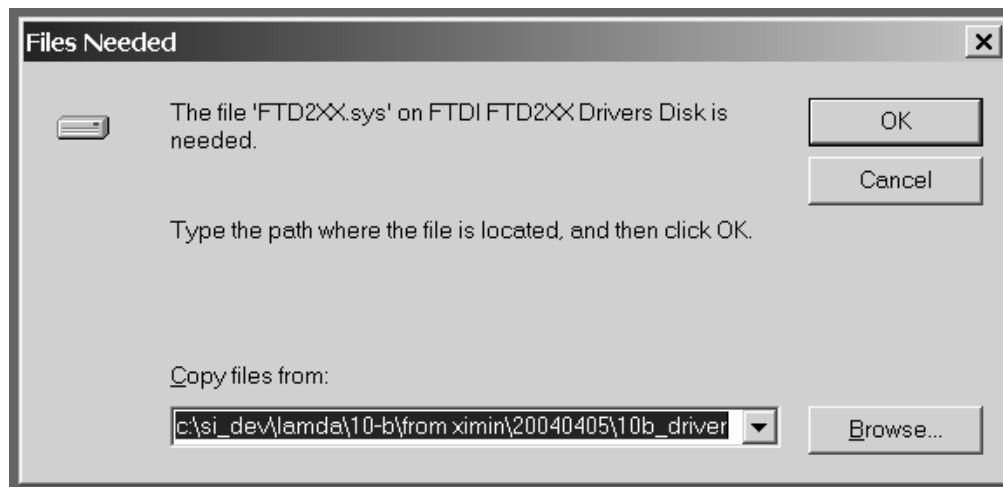 Files Needed
The file 'FTD2XX.sys' on FTDI FTD2XX Drivers Disk is
needed.
OK
Cancel
Type the path where the file is located, and then click OK.
Copy files from:
c:\si_dev\lamda\10-b\from ximin\20040405\10b_driver
Browse...